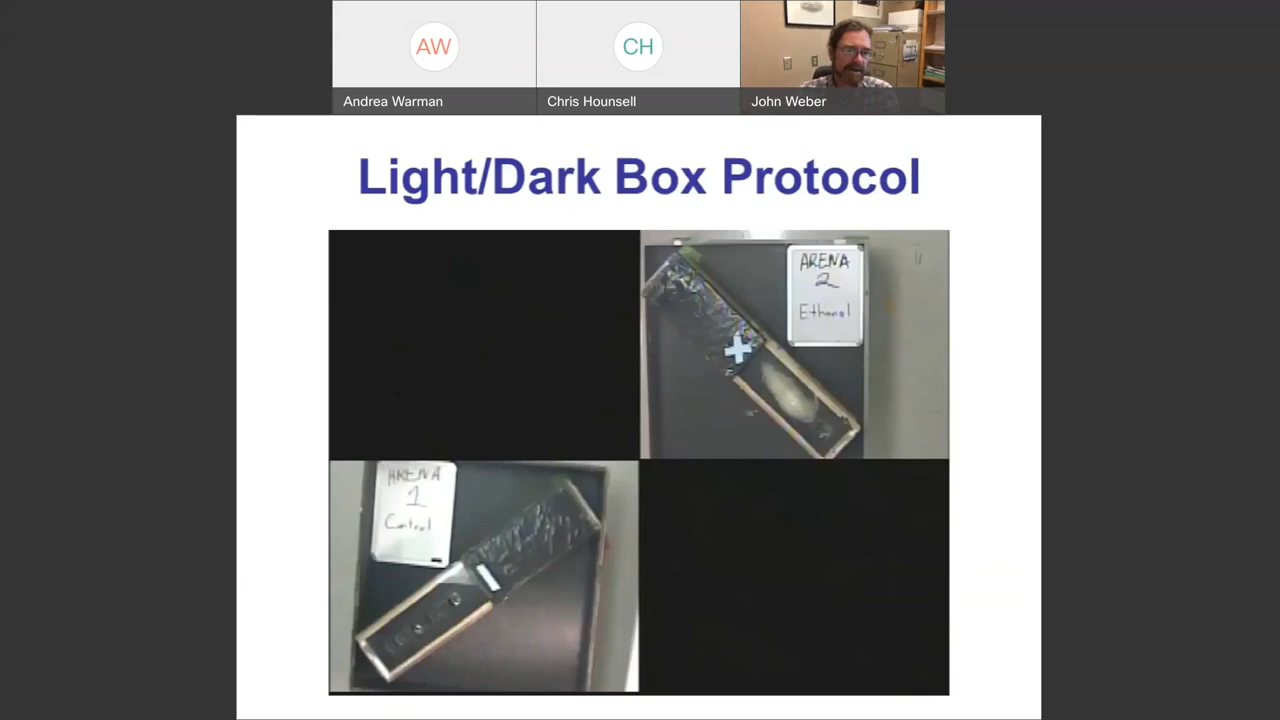 AW
CH
Andrea Warman
Chris Hounsell
John Weber
Light/Dark Box Protocol
ARENA
2
Ethanol
ARENA
1
Control